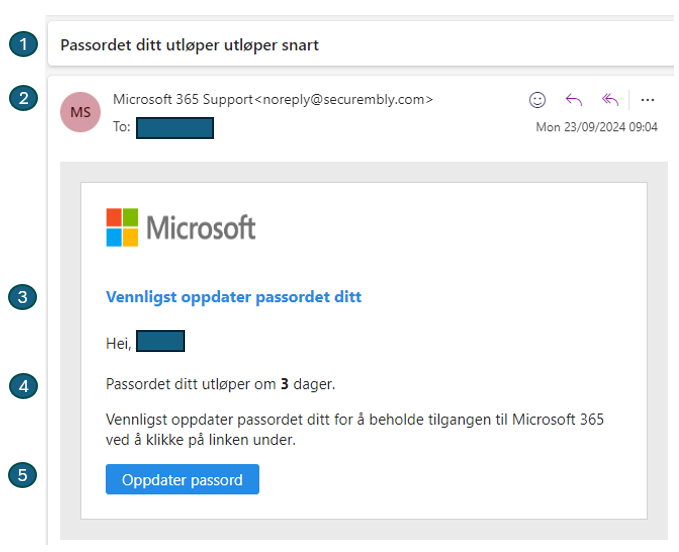 1 Passordet ditt utløper utløper snart
2 MS Microsoft 365 Support<noreply@securembly.com>
To:
Mon 23/09/2024 09:04
Microsoft
3 Vennligst oppdater passordet ditt
Hei,
4 Passordet ditt utløper om 3 dager.
Vennligst oppdater passordet ditt for å beholde tilgangen til Microsoft 365
ved å klikke på linken under.
5 Oppdater passord